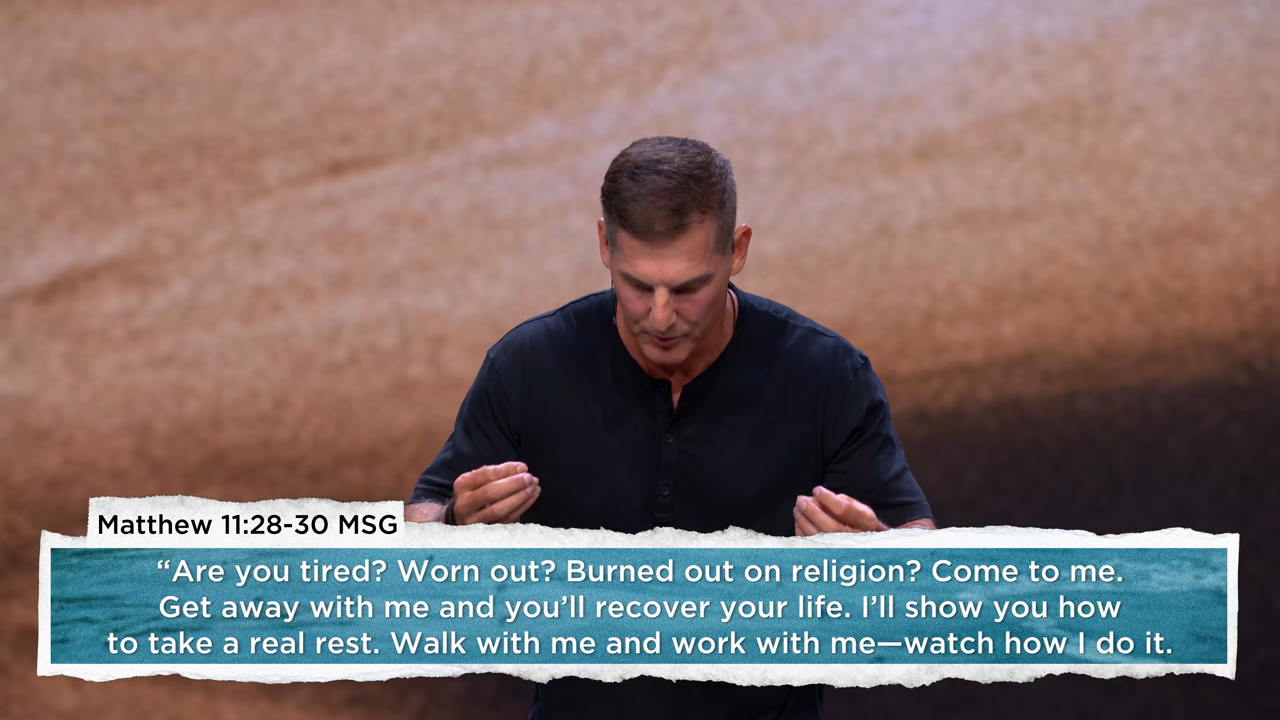 Matthew 11:28-30 MSG
“Are you tired? Worn out? Burned out on religion? Come to me.
Get away with me and you’ll recover your life. I’ll show you how
to take a real rest. Walk with me and work with me—watch how I do it.